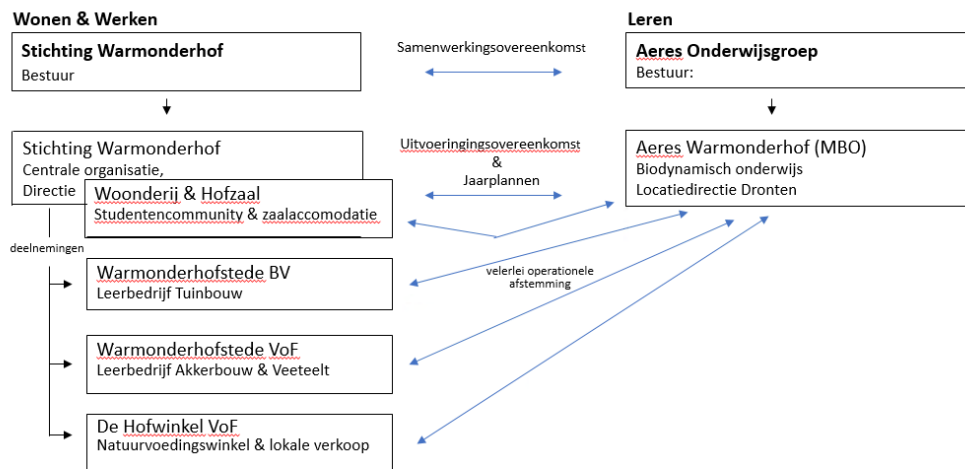 Wonen & Werken
Leren
Stichting Warmonderhof
Bestuur
Samenwerkingsovereenkomst
Aeres Onderwijsgroep
Bestuur:
Stichting Warmonderhof
Centrale organisatie,
Directie
Uitvoeringingsovereenkomst
&
Jaarplannen
Aeres Warmonderhof (MBO)
Biodynamisch onderwijs
Locatiedirectie Dronten
Woonderij & Hofzaal
Studentencommunity & zaalaccomodatie
deelnemingen
Warmonderhofstede BV
Leerbedrijf Tuinbouw
velerlei operationele
afstemming
Warmonderhofstede VoF
Leerbedrijf Akkerbouw & Veeteelt
De Hofwinkel VoF
Natuurvoedingswinkel & lokale verkoop